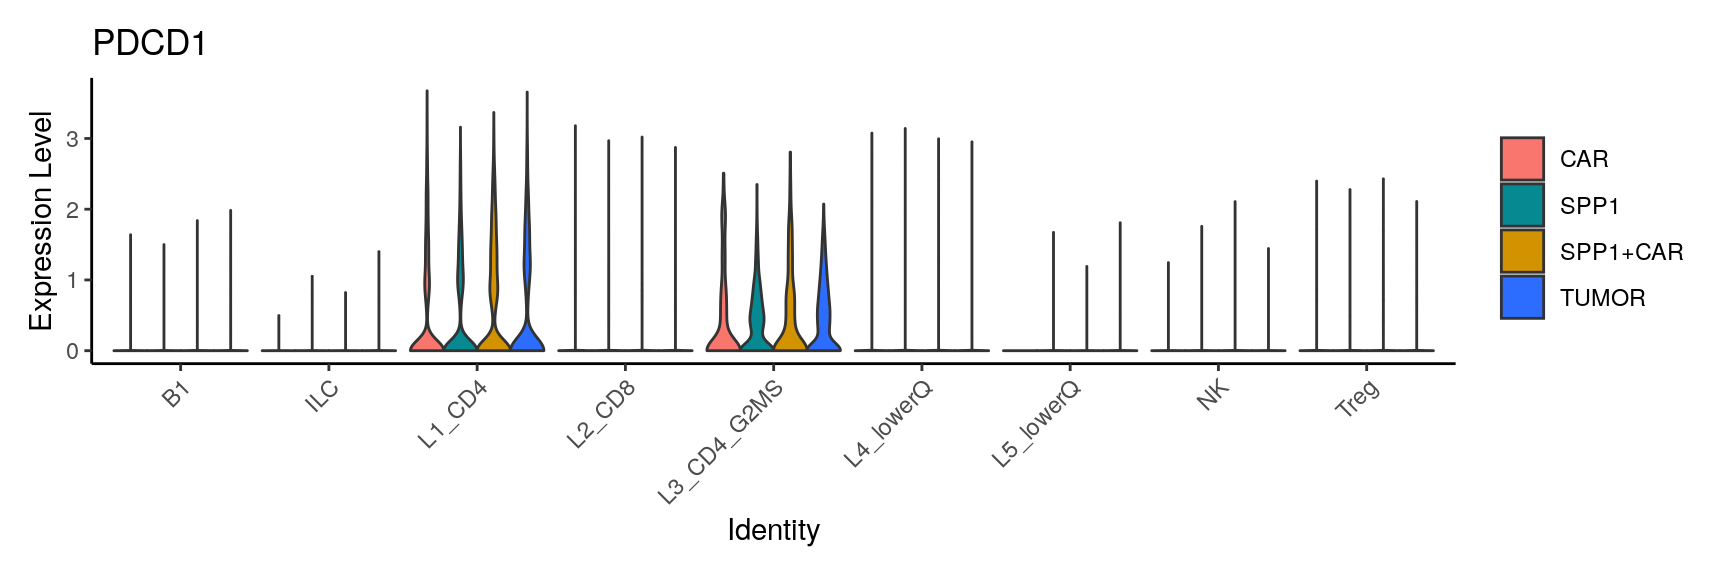 PDCD1
Expression Level
3
2
1
0
B1
ILC
L1_CD4
L2_CD8
L3_CD4_G2MS
L4_lowerQ
L5_lowerQ
NK
Treg
Identity
CAR
SPP1
SPP1+CAR
TUMOR